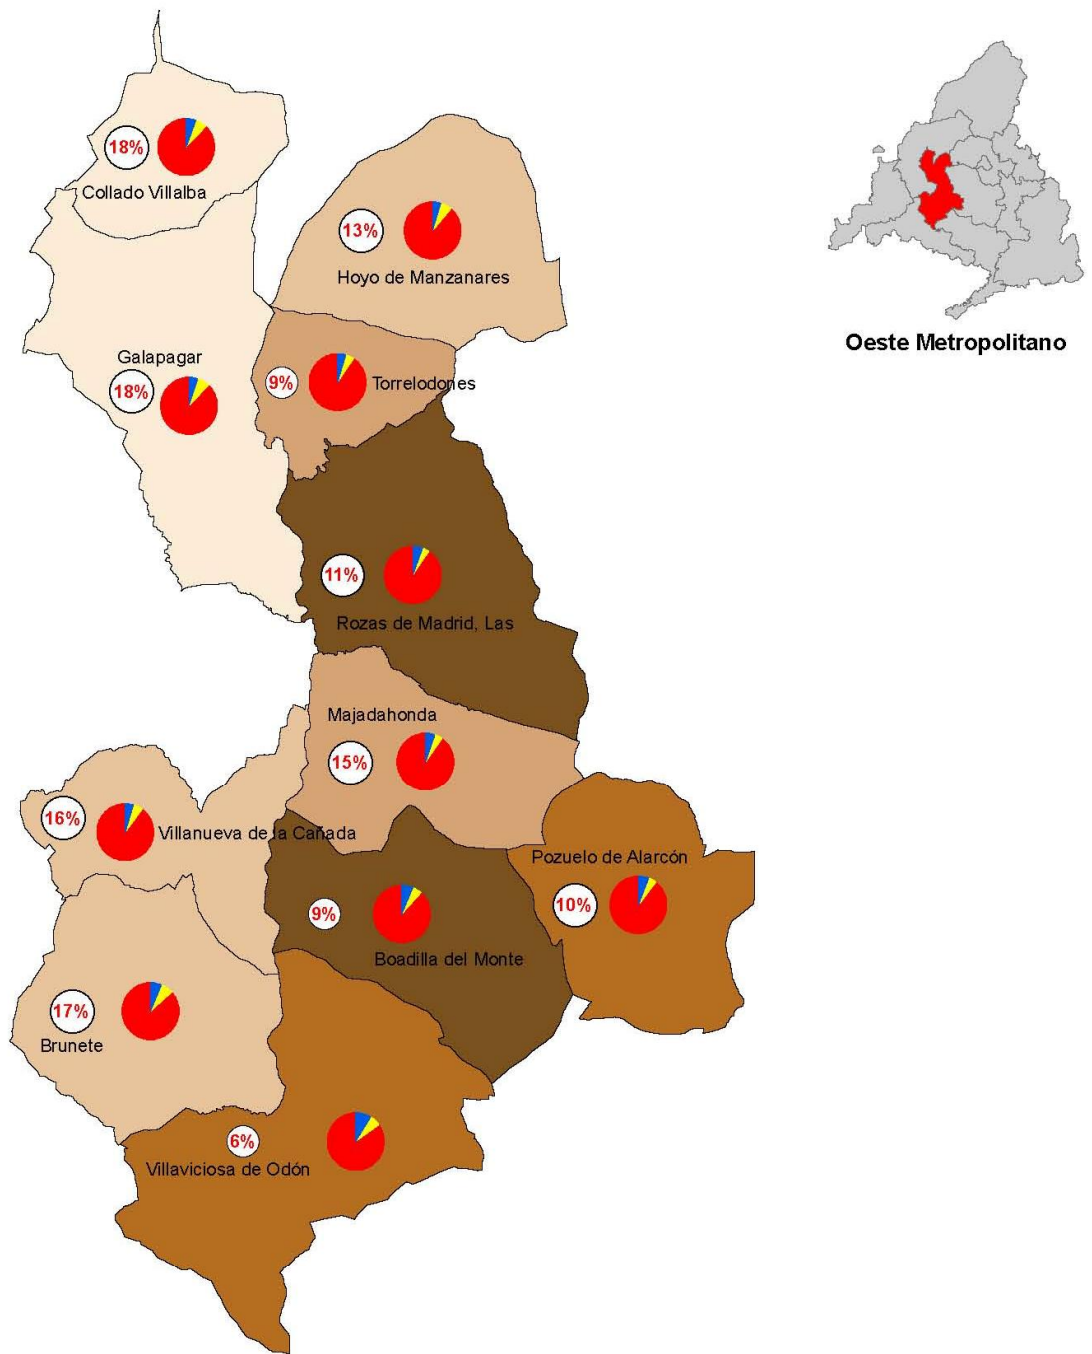 18%
Collado Villalba
13%
Hoyo de Manzanares
Oeste Metropolitano
Galapagar
18%
9%
Torrelodones
11%
Rozas de Madrid, Las
Majadahonda
15%
16%
Villanueva de la Cañada
Pozuelo de Alarcón
10%
9%
Boadilla del Monte
17%
Brunete
6%
Villaviciosa de Odón